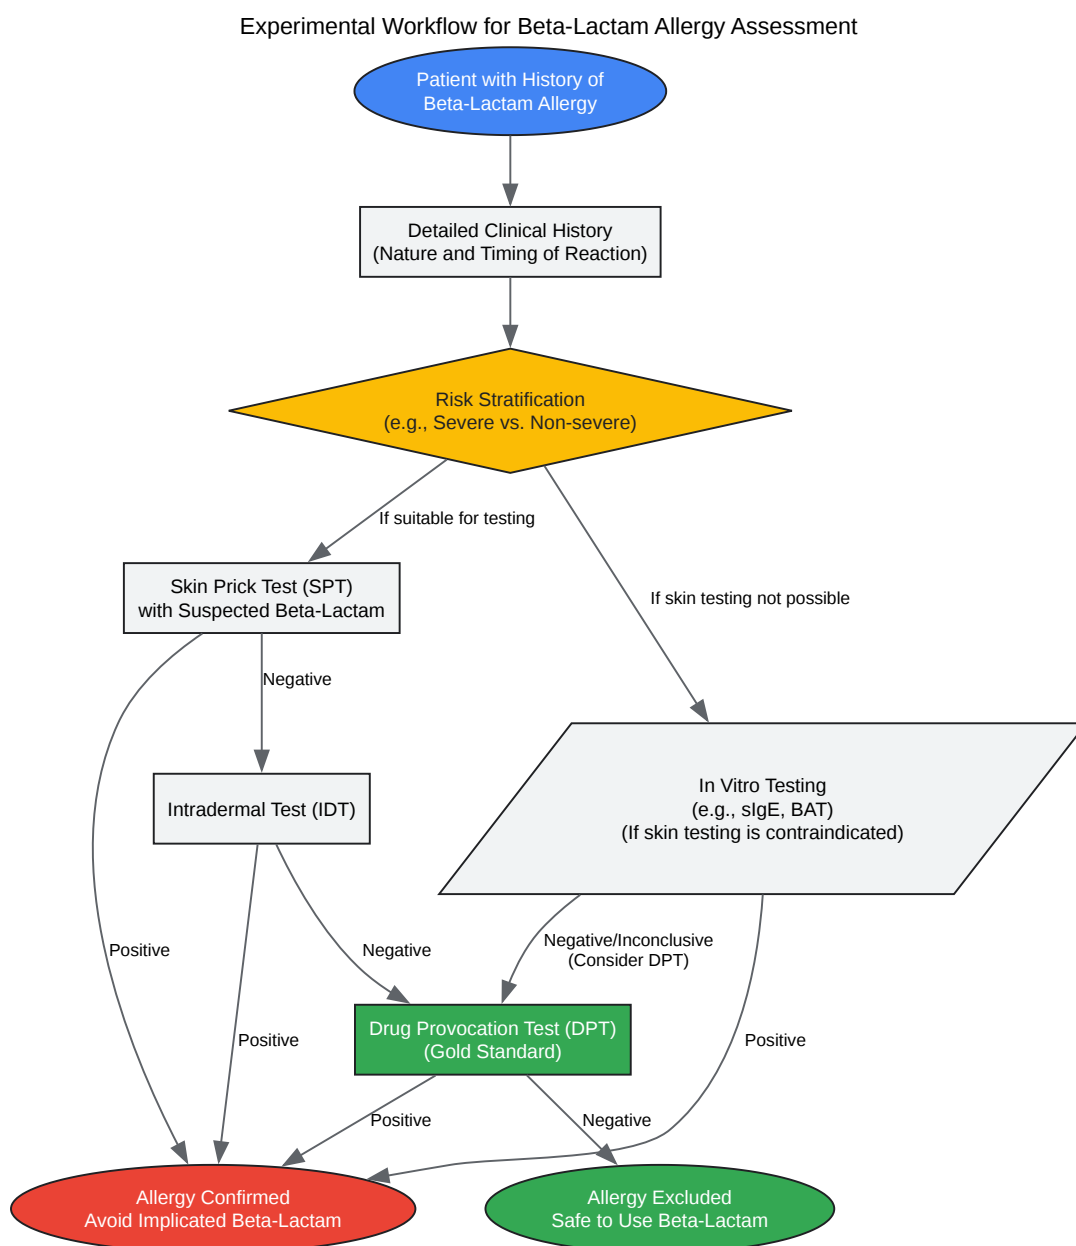 Experimental Workflow for Beta-Lactam Allergy Assessment
Patient with History of
Beta-Lactam Allergy
Detailed Clinical History
(Nature and Timing of Reaction)
Risk Stratification
(e.g., Severe vs. Non-severe)
If suitable for testing
Skin Prick Test (SPT)
with Suspected Beta-Lactam
If skin testing not possible
Negative
In Vitro Testing
(e.g., sIgE, BAT)
(If skin testing is contraindicated)
Intradermal Test (IDT)
Positive
Negative
Negative/Inconclusive
(Consider DPT)
Drug Provocation Test (DPT)
(Gold Standard)
Positive
Positive
Positive
Negative
Allergy Confirmed
Avoid Implicated Beta-Lactam
Allergy Excluded
Safe to Use Beta-Lactam